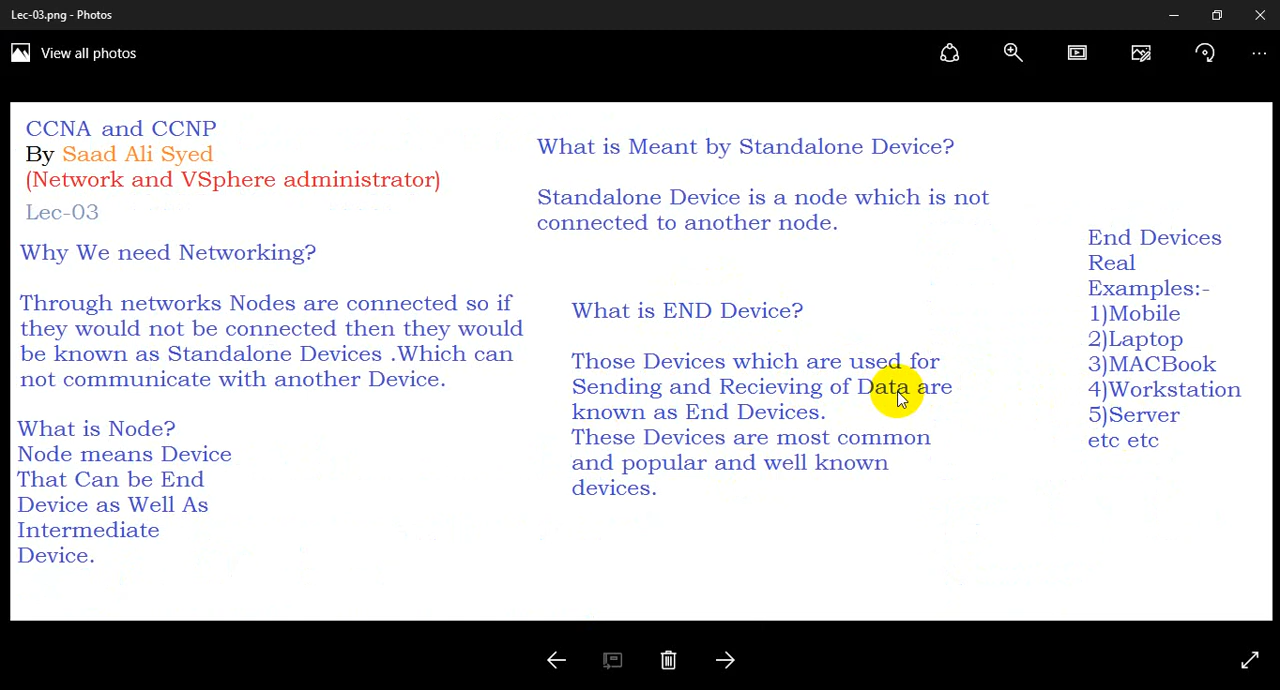 Lec-03.png - Photos
View all photos
CCNA and CCNP
By Saad Ali Syed
(Network and VSphere administrator)
Lec-03
Why We need Networking?
Through networks Nodes are connected so if
they would not be connected then they would
be known as Standalone Devices .Which can
not communicate with another Device.
What is Node?
Node means Device
That Can be End
Device as Well As
Intermediate
Device.
What is Meant by Standalone Device?
Standalone Device is a node which is not
connected to another node.
What is END Device?
Those Devices which are used for
Sending and Recieving of Data are
known as End Devices.
These Devices are most common
and popular and well known
devices.
End Devices
Real
Examples:-
1)Mobile
2)Laptop
3)MACBook
4)Workstation
5)Server
etc etc